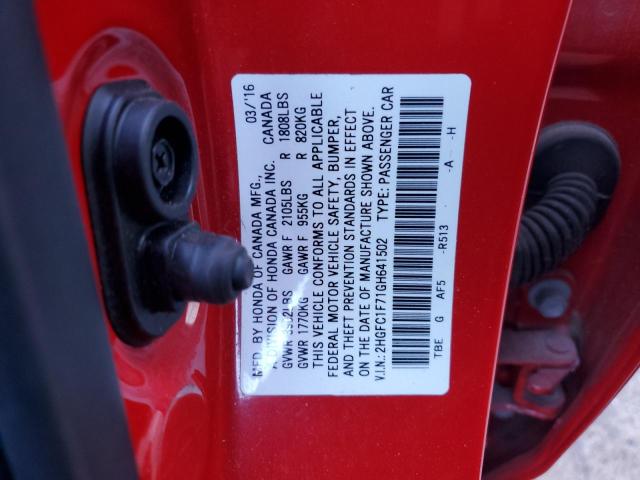 MFD. BY HONDA OF CANADA MFG., 03/'16
A DIVISION OF HONDA CANADA INC. CANADA
GVWR LBS GAWR F 2105LBS R 1808LBS
GVWR 1770KG GAWR F 955KG R 820KG
THIS VEHICLE CONFORMS TO ALL APPLICABLE
FEDERAL MOTOR VEHICLE SAFETY, BUMPER,
AND THEFT PREVENTION STANDARDS IN EFFECT
ON THE DATE OF MANUFACTURE SHOWN ABOVE.
V.I.N.: 2HGFC1F71GH641502 TYPE: PASSENGER CAR
TBE G AF5 -R513 -A -H